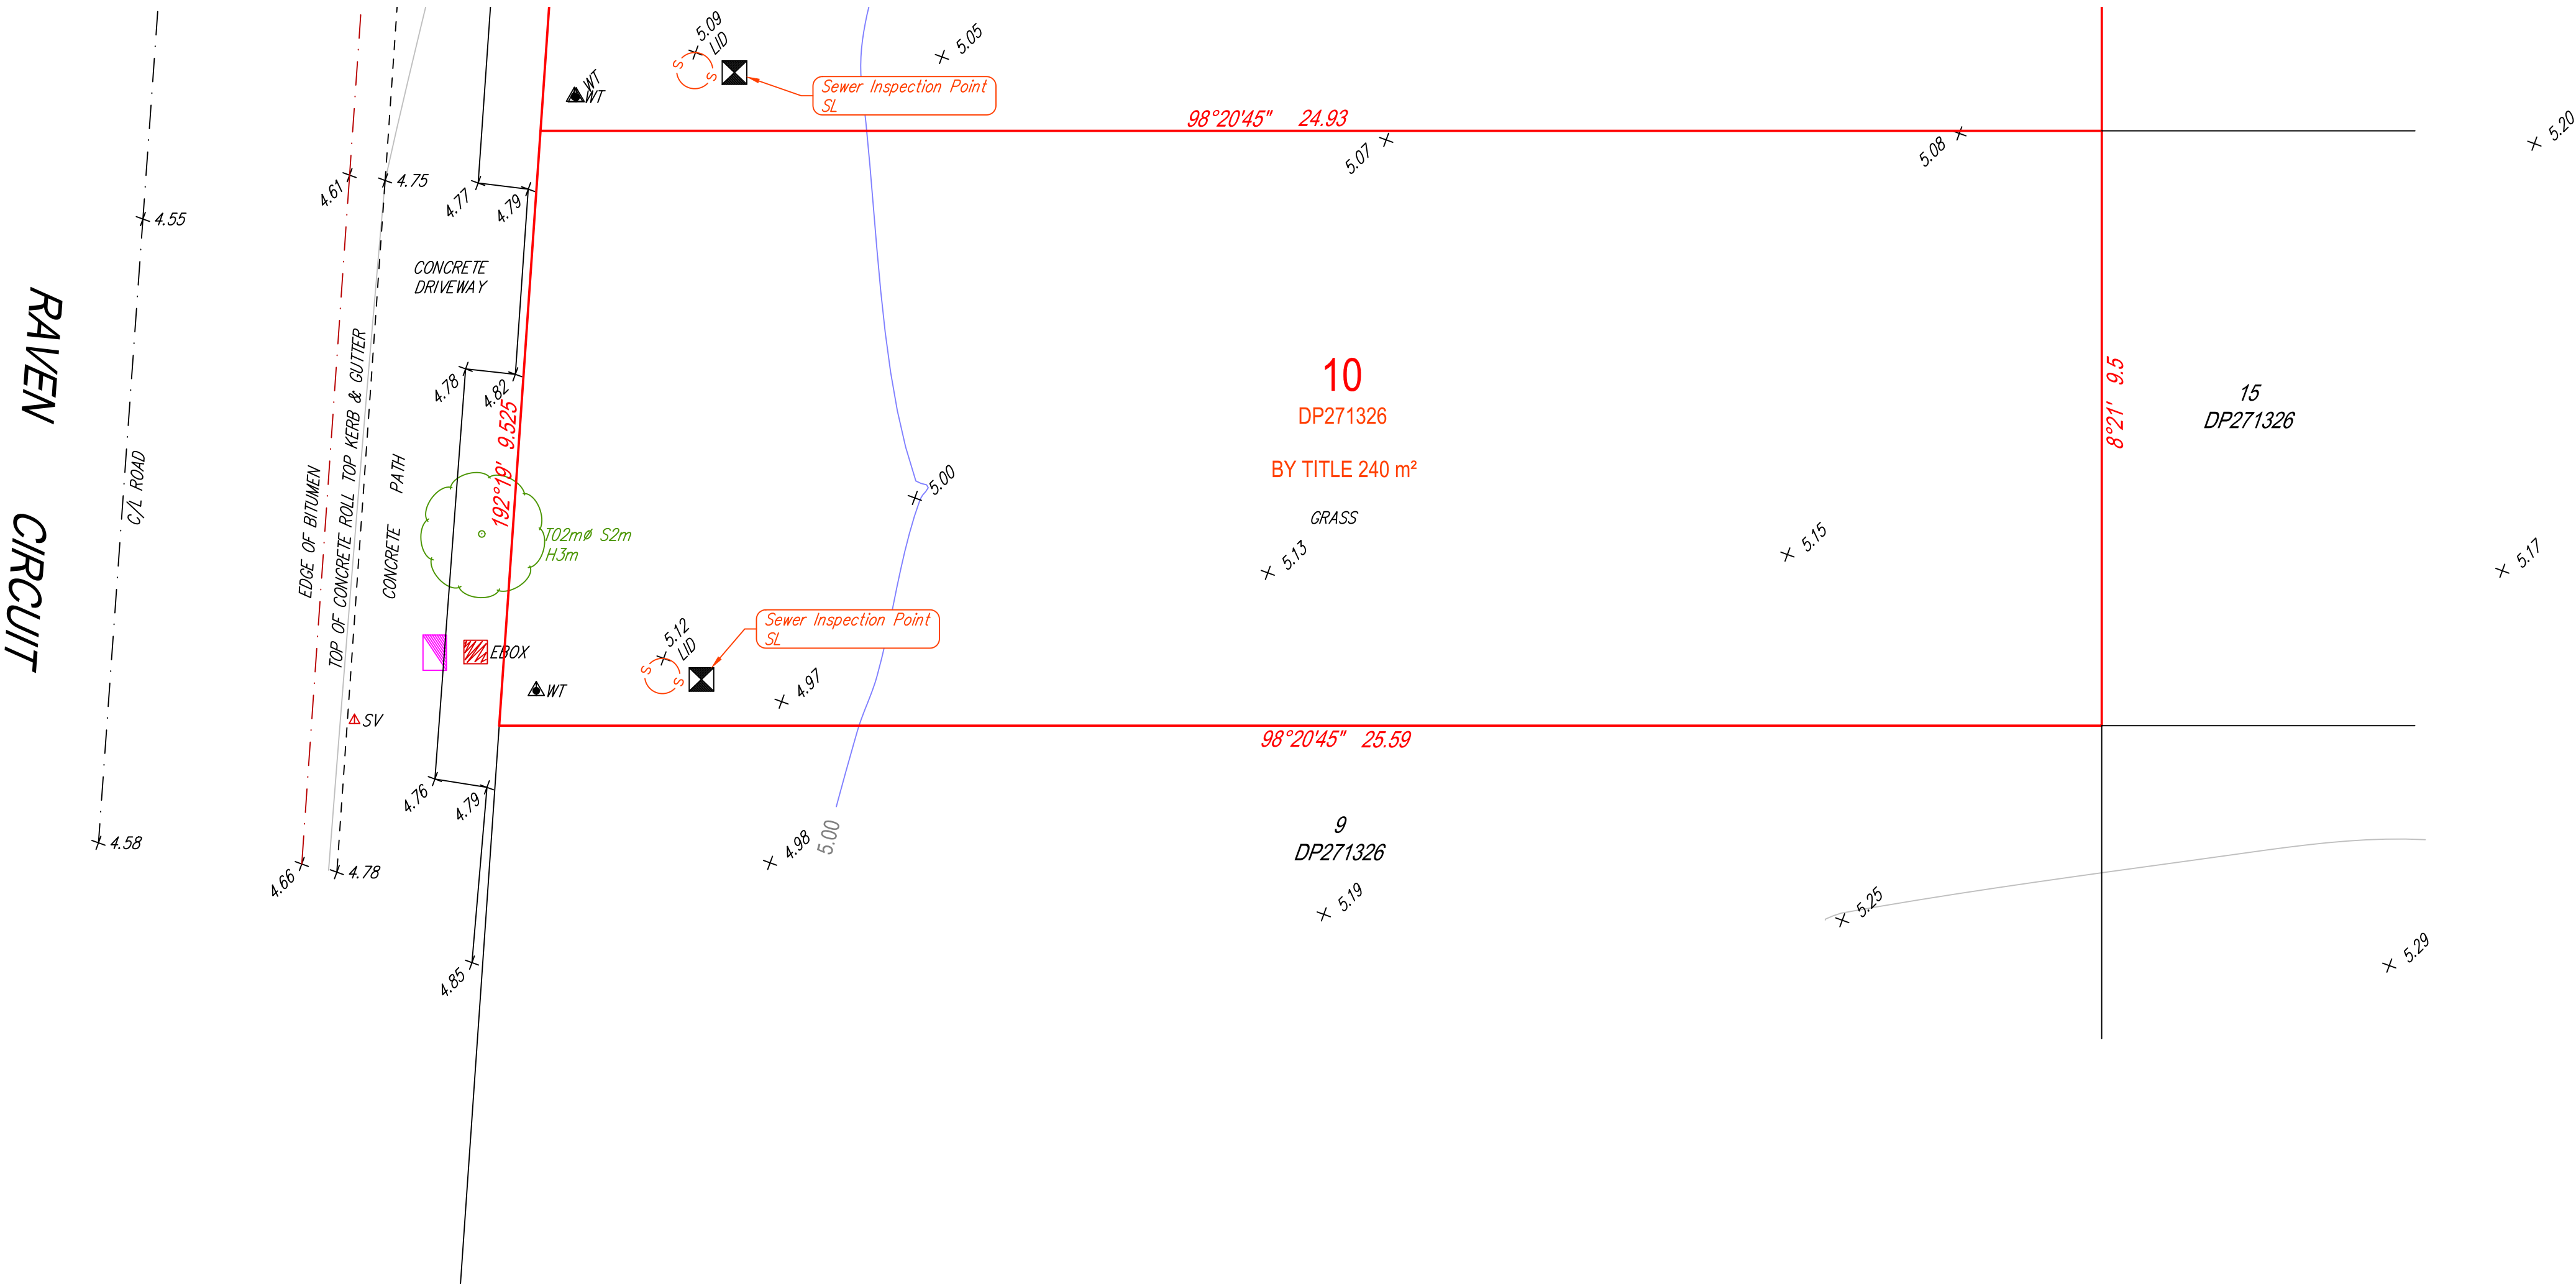 5.09
LID
5.05
WT
WT
Sewer Inspection Point
SL
98°20'45" 24.93
5.07
5.08
5.20
4.61
4.75
4.77
4.79
4.55
CONCRETE
DRIVEWAY
RAVEN CIRCUIT
C/L ROAD
EDGE OF BITUMEN
TOP OF CONCRETE ROLL TOP KERB & GUTTER
CONCRETE PATH
4.78
4.82
192°19' 9.525
10
DP271326
BY TITLE 240 m²
GRASS
8°21' 9.5
15
DP271326
5.00
T02mø S2m
H3m
5.13
5.15
5.17
S
S
S
S
5.12
LID
Sewer Inspection Point
SL
EBOX
WT
4.97
SV
98°20'45" 25.59
4.76
4.79
4.58
4.66
4.78
4.98
5.00
9
DP271326
5.19
5.25
5.29
4.85